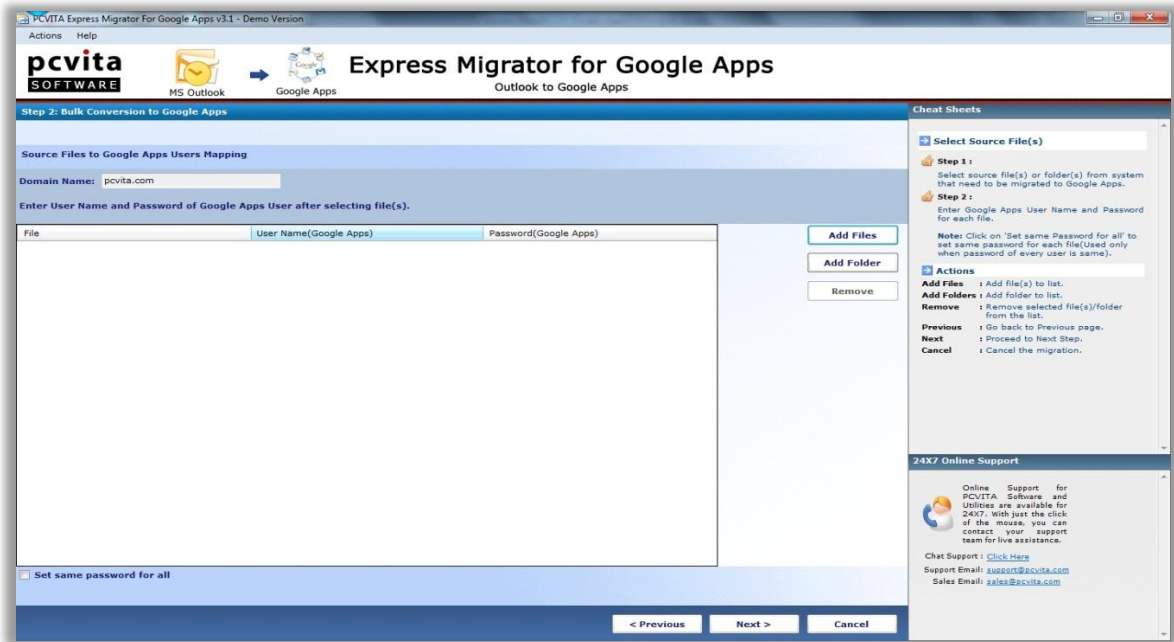 PCVITA Express Migrator For Google Apps v3.1 - Demo Version
Actions Help
pcvita
SOFTWARE
MS Outlook
Google Apps
Express Migrator for Google Apps
Outlook to Google Apps
Step 2: Bulk Conversion to Google Apps
Source Files to Google Apps Users Mapping
Domain Name: pcvita.com
Enter User Name and Password of Google Apps User after selecting file(s).
File User Name(Google Apps) Password(Google Apps)
Add Files
Add Folder
Remove
Set same password for all
< Previous Next > Cancel
Cheat Sheets
Select Source File(s)
Step 1 :
Select source file(s) or folder(s) from system
that need to be migrated to Google Apps.
Step 2 :
Enter Google Apps User Name and Password
for each file.
Note: Click on 'Set same Password for all' to
set same password for each file(Used only
when password of every user is same).
Actions
Add Files : Add file(s) to list.
Add Folders : Add folder to list.
Remove : Remove selected file(s)/folder
from the list.
Previous : Go back to Previous page.
Next : Proceed to Next Step.
Cancel : Cancel the migration.
24X7 Online Support
Online Support for
PCVITA Software and
Utilities are available for
24X7. With just the click
of the mouse, you can
contact your support
team for live assistance.
Chat Support : Click Here
Support Email: support@pcvita.com
Sales Email: sales@pcvita.com